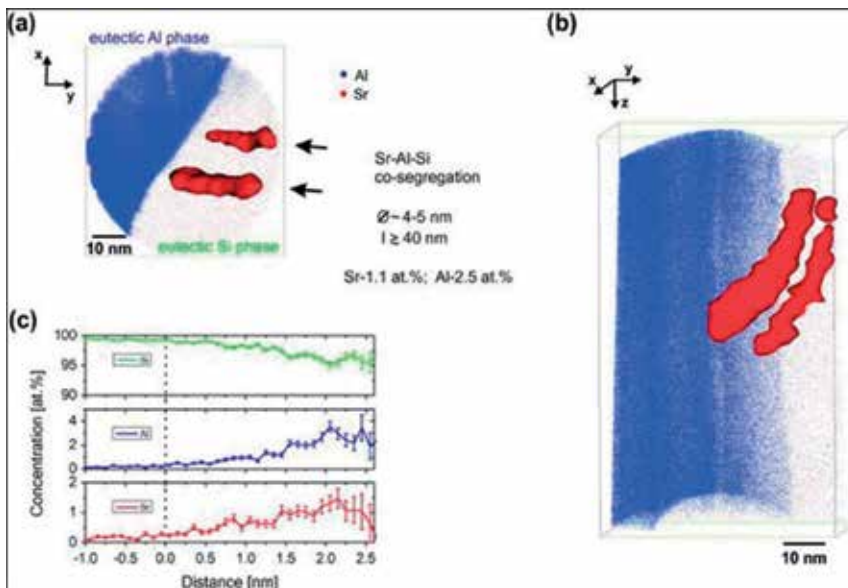 (a)
eutectic Al phase
x
y
Al
Sr
Sr-Al-Si
co-segregation
Ø~ 4-5 nm
l ≥ 40 nm
Sr-1.1 at.%; Al-2.5 at.%
10 nm
eutectic Si phase
(b)
x y
z
10 nm
(c)
Concentration [at.%]
100
95
90
Si
4
2
0
Al
2
1
0
Sr
-1.0 -0.5 0.0 0.5 1.0 1.5 2.0 2.5
Distance [nm]